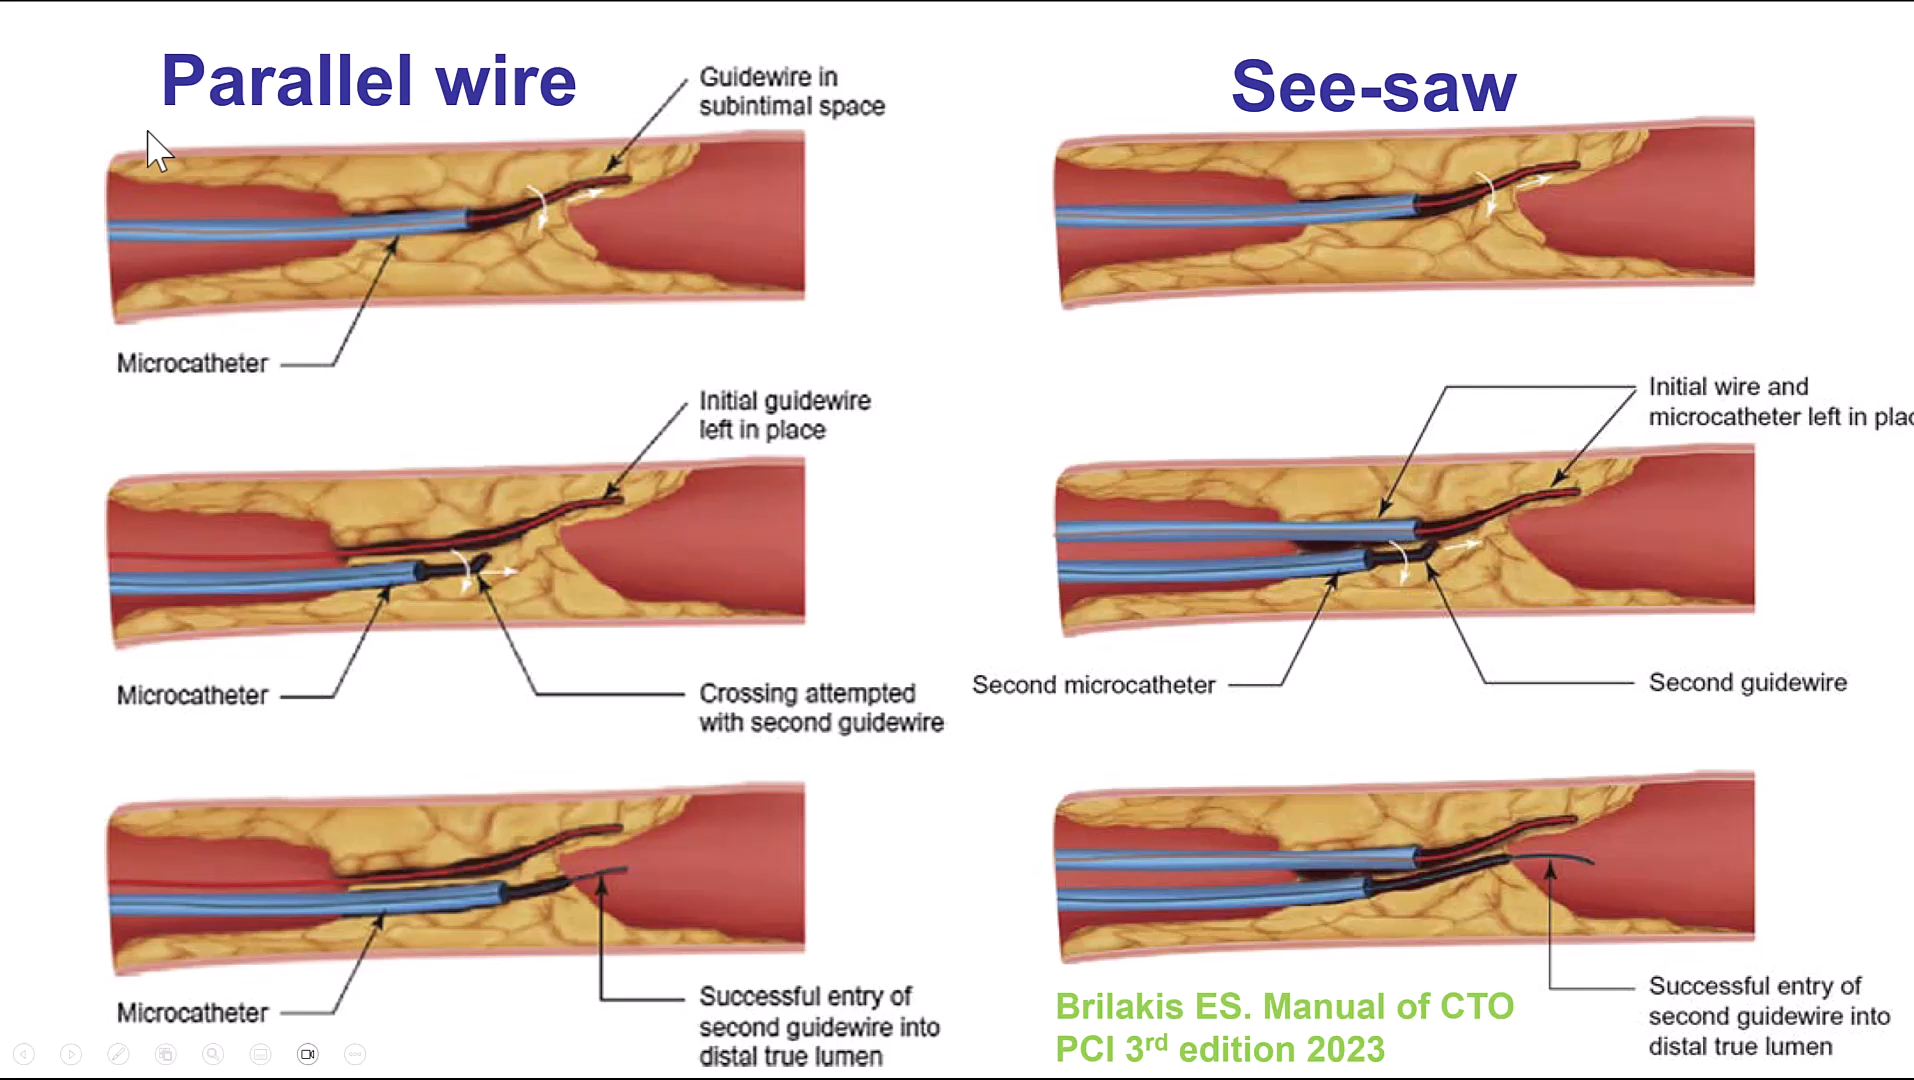 Parallel wire
Guidewire in
subintimal space
Microcatheter
Initial guidewire
left in place
Microcatheter
Crossing attempted
with second guidewire
Microcatheter
Successful entry of
second guidewire into
distal true lumen
See-saw
Initial wire and
microcatheter left in plac
Second microcatheter
Second guidewire
Successful entry of
second guidewire into
distal true lumen
Brilakis ES. Manual of CTO
PCI 3rd edition 2023